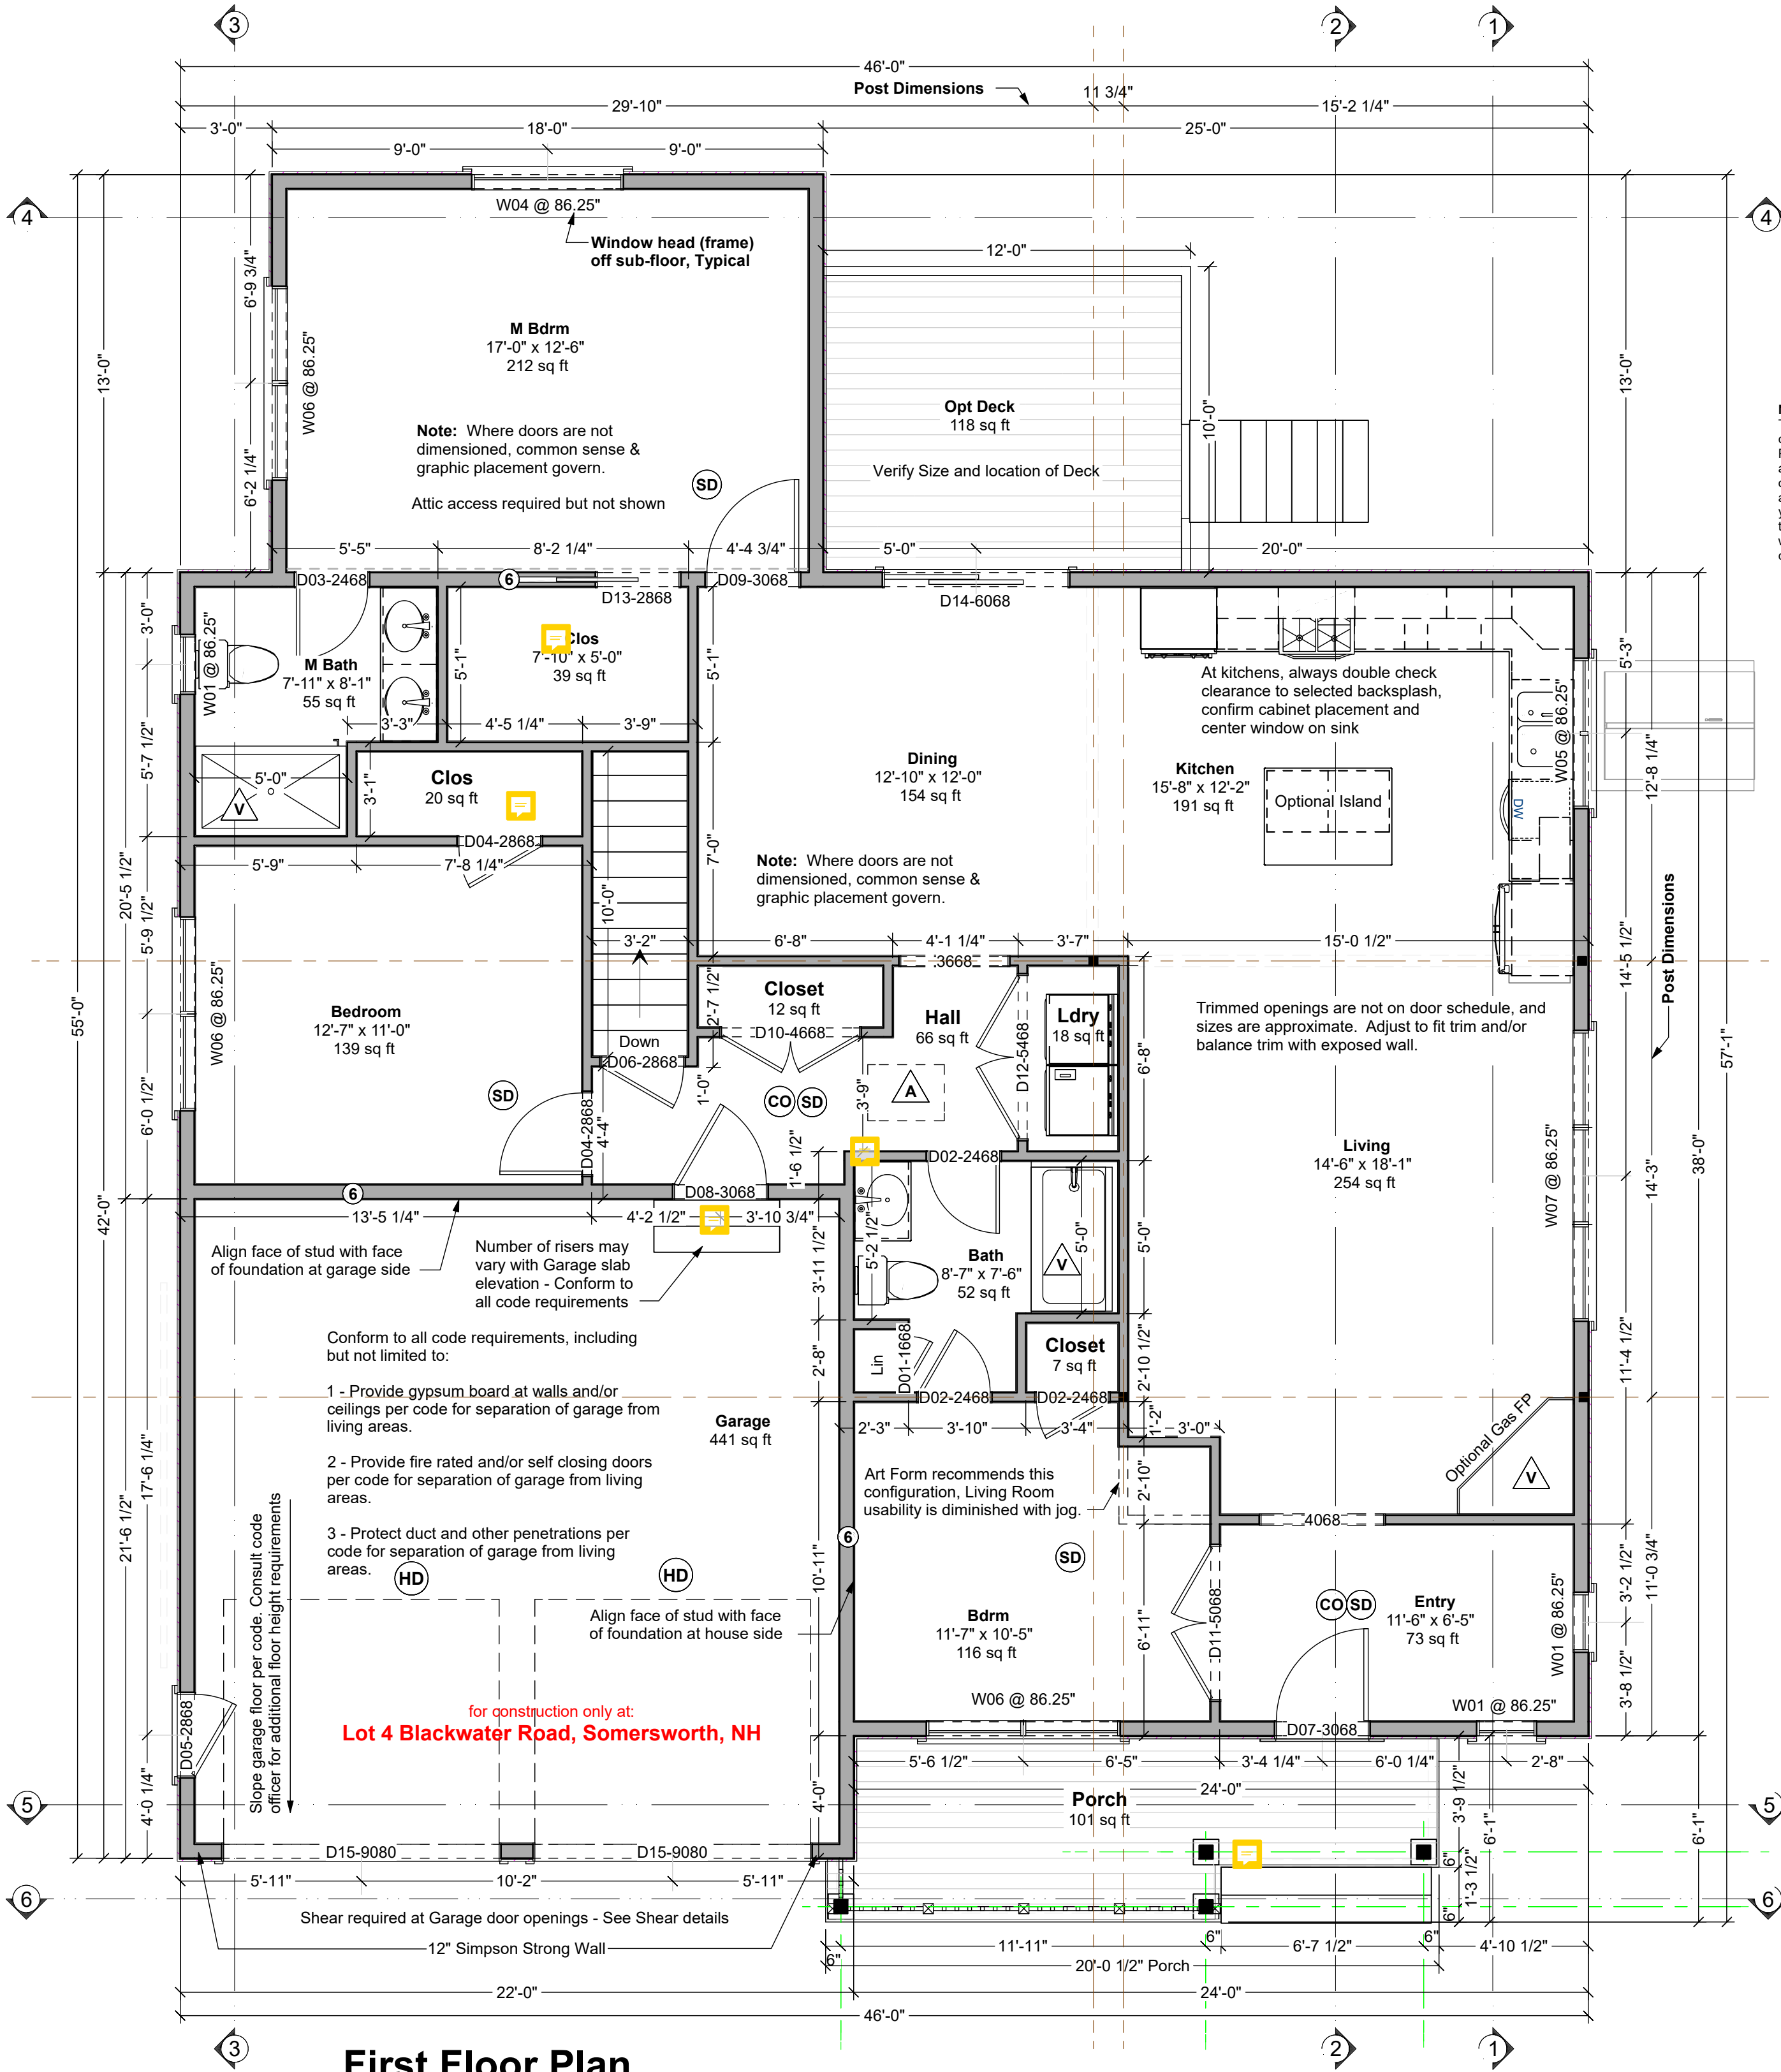 3
2
1
46'-0"
Post Dimensions
29'-10"
11 3/4"
15'-2 1/4"
3'-0"
18'-0"
25'-0"
9'-0"
9'-0"
4
4
W04 @ 86.25"
Window head (frame)
off sub-floor, Typical
12'-0"
6'-9 3/4"
W06 @ 86.25"
13'-0"
M Bdrm
17'-0" x 12'-6"
212 sq ft
13'-0"
Opt Deck
118 sq ft
10'-0"
Note: Where doors are not
dimensioned, common sense &
graphic placement govern.
Verify Size and location of Deck
6'-2 1/4"
SD
Attic access required but not shown
5'-5"
8'-2 1/4"
4'-4 3/4"
5'-0"
20'-0"
D03-2468
6
D13-2868
D09-3068
D14-6068
3'-0"
W01 @ 86.25"
M Bath
7'-11" x 8'-1"
55 sq ft
5'-1"
Clos
7'-10" x 5'-0"
39 sq ft
5'-1"
5'-3"
At kitchens, always double check
clearance to selected backsplash,
confirm cabinet placement and
center window on sink
W05 @ 86.25"
12'-8 1/4"
3'-3"
4'-5 1/4"
3'-9"
5'-7 1/2"
5'-0"
V
3'-1"
Clos
20 sq ft
Dining
12'-10" x 12'-0"
154 sq ft
Kitchen
15'-8" x 12'-2"
191 sq ft
Optional Island
DW
D04-2868
5'-9"
7'-8 1/4"
7'-0"
Note: Where doors are not
dimensioned, common sense &
graphic placement govern.
20'-5 1/2"
5'-9 1/2"
10'-0"
3'-2"
6'-8"
4'-1 1/4"
3'-7"
15'-0 1/2"
14'-5 1/2"
Post Dimensions
3668
55'-0"
W06 @ 86.25"
Bedroom
12'-7" x 11'-0"
139 sq ft
2'-7 1/2"
Closet
12 sq ft
D10-4668
Hall
66 sq ft
Ldry
18 sq ft
D12-5468
Trimmed openings are not on door schedule, and
sizes are approximate. Adjust to fit trim and/or
balance trim with exposed wall.
Down
D06-2868
6'-8"
57'-1"
6'-0 1/2"
SD
D04-2868
4'-4"
1'-0"
CO
SD
3'-9"
A
1'-6 1/2"
D02-2468
Living
14'-6" x 18'-1"
254 sq ft
W07 @ 86.25"
14'-3"
38'-0"
42'-0"
6
D08-3068
13'-5 1/4"
4'-2 1/2"
3'-10 3/4"
Align face of stud with face
of foundation at garage side
Number of risers may
vary with Garage slab
elevation - Conform to
all code requirements
3'-11 1/2"
5'-2 1/2"
Bath
8'-7" x 7'-6"
52 sq ft
5'-0"
V
5'-0"
Conform to all code requirements, including
but not limited to:
2'-8"
Lin
D01-1668
Closet
7 sq ft
2'-10 1/2"
11'-4 1/2"
1 - Provide gypsum board at walls and/or
ceilings per code for separation of garage from
living areas.
Garage
441 sq ft
D02-2468
D02-2468
2'-3"
3'-10"
3'-4"
1'-2"
3'-0"
Optional Gas FP
V
2 - Provide fire rated and/or self closing doors
per code for separation of garage from living
areas.
17'-6 1/4"
21'-6 1/2"
Art Form recommends this
configuration, Living Room
usability is diminished with jog.
2'-10"
4068
3 - Protect duct and other penetrations per
code for separation of garage from living
areas.
6
HD
HD
10'-11"
SD
Slope garage floor per code. Consult code
officer for additional floor height requirements
Align face of stud with face
of foundation at house side
Bdrm
11'-7" x 10'-5"
116 sq ft
6'-11"
D11-5068
CO
SD
Entry
11'-6" x 6'-5"
73 sq ft
W01 @ 86.25"
3'-2 1/2"
11'-0 3/4"
3'-8 1/2"
W06 @ 86.25"
W01 @ 86.25"
for construction only at:
Lot 4 Blackwater Road, Somersworth, NH
D05-2868
D07-3068
5'-6 1/2"
6'-5"
3'-4 1/4"
6'-0 1/4"
2'-8"
24'-0"
4'-0 1/4"
4'-0"
Porch
101 sq ft
3'-9 1/2"
6'-1"
6'-1"
5
5
D15-9080
D15-9080
6"
1'-3 1/2"
6"
5'-11"
10'-2"
5'-11"
6
6
Shear required at Garage door openings - See Shear details
12" Simpson Strong Wall
6"
11'-11"
6"
6'-7 1/2"
6"
4'-10 1/2"
20'-0 1/2" Porch
22'-0"
24'-0"
46'-0"
3
2
1
First Floor Plan